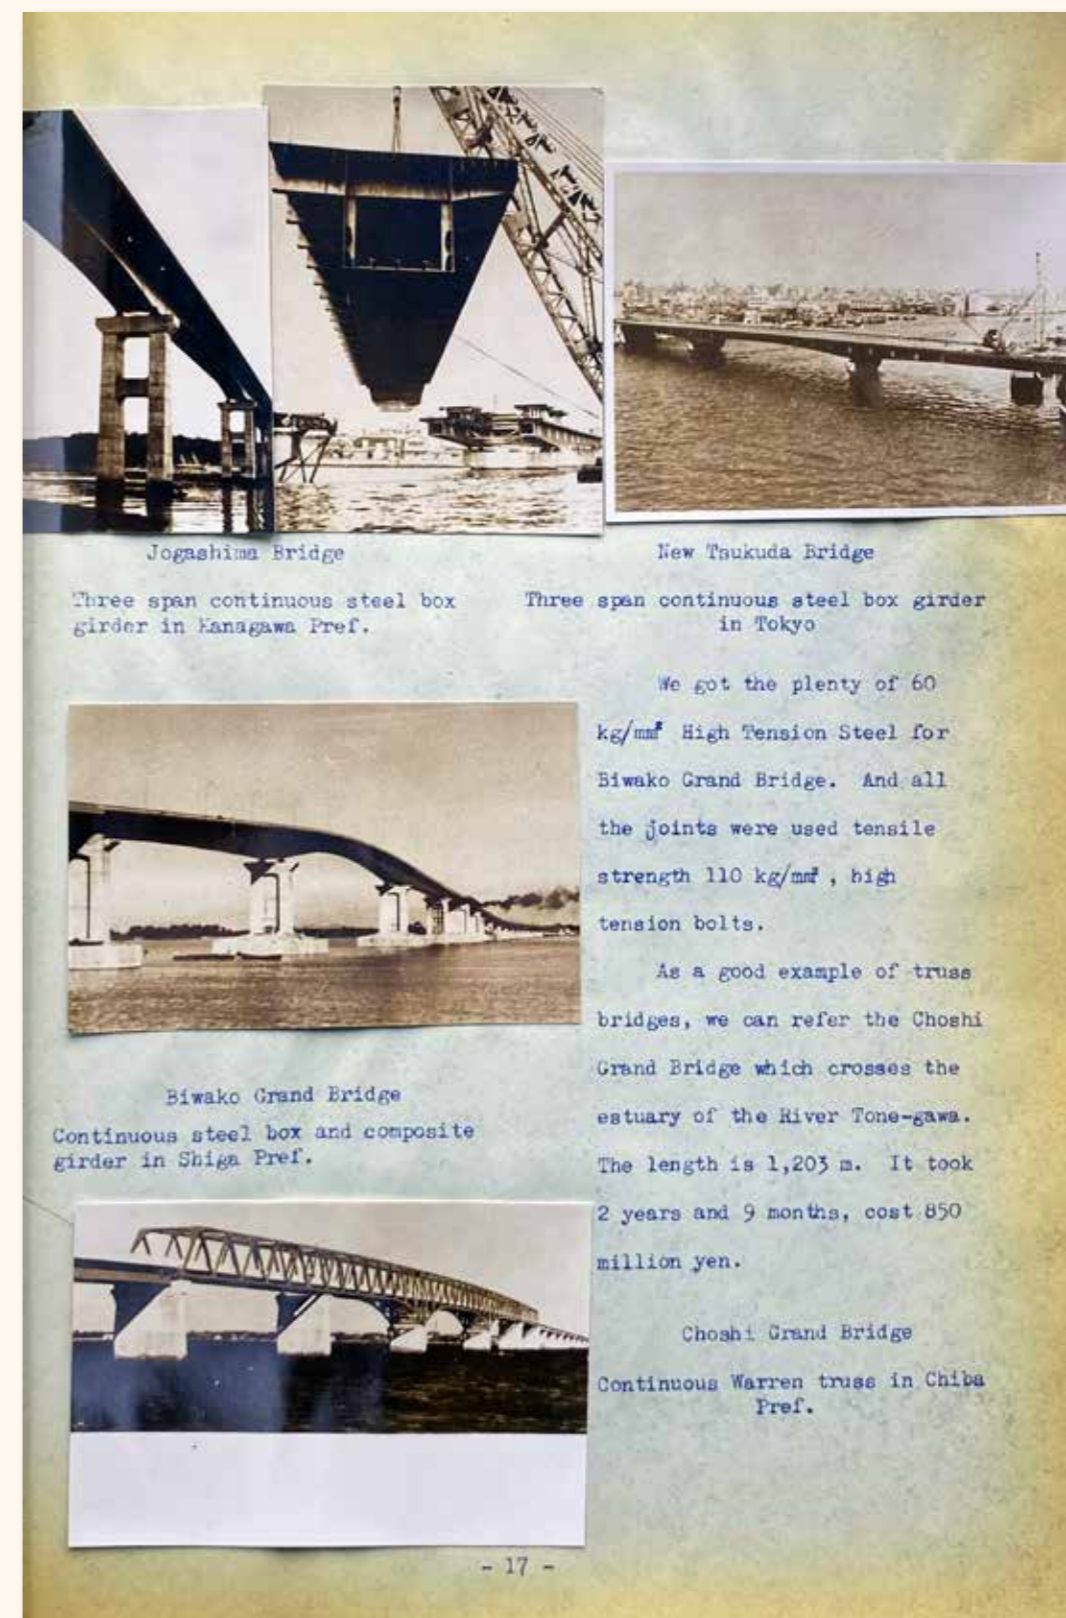 Jogashima Bridge
Three span continuous steel box
girder in Kanagawa Pref.
New Tsukuda Bridge
Three span continuous steel box girder
in Tokyo
We got the plenty of 60
kg/mm² High Tension Steel for
Biwako Grand Bridge. And all
the joints were used tensile
strength 110 kg/mm², high
tension bolts.
As a good example of truss
bridges, we can refer the Choshi
Grand Bridge which crosses the
estuary of the River Tone-gawa.
The length is 1,203 m. It took
2 years and 9 months, cost 850
million yen.
Biwako Grand Bridge
Continuous steel box and composite
girder in Shiga Pref.
Choshi Grand Bridge
Continuous Warren truss in Chiba
Pref.
- 17 -